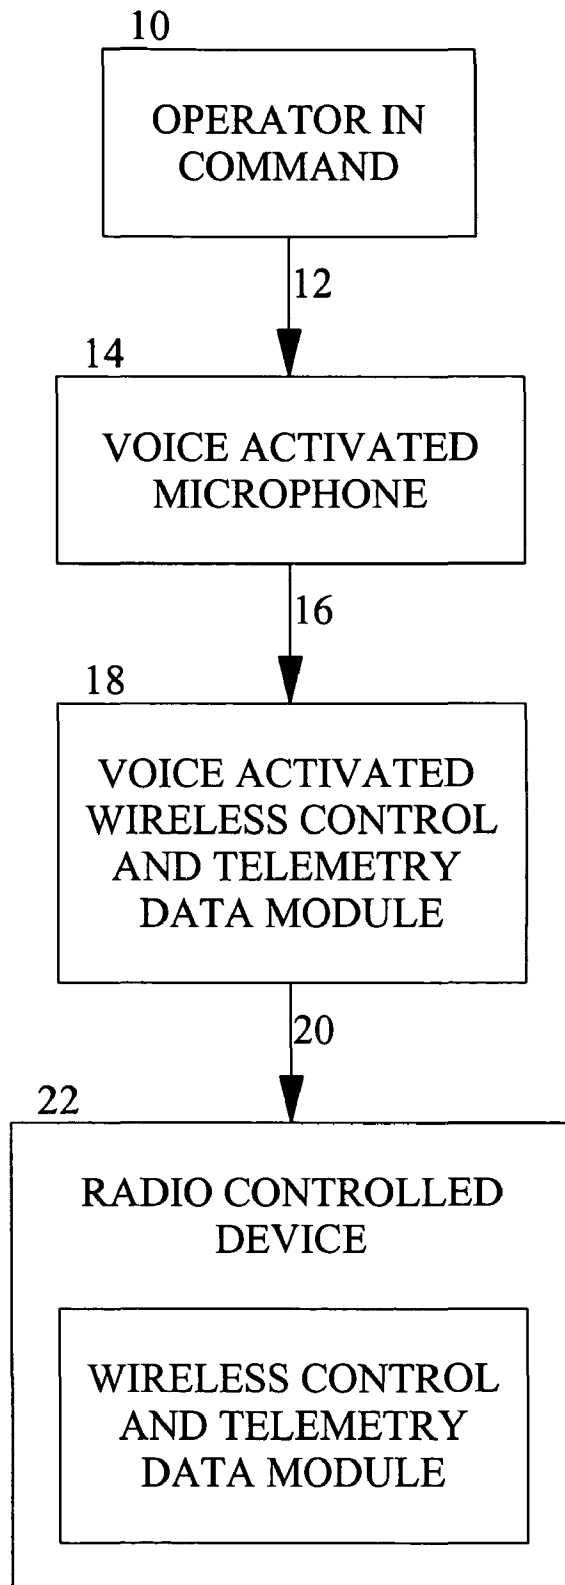 10
OPERATOR IN
COMMAND
12
14
VOICE ACTIVATED
MICROPHONE
16
18
VOICE ACTIVATED
WIRELESS CONTROL
AND TELEMETRY
DATA MODULE
20
22
RADIO CONTROLLED
DEVICE
WIRELESS CONTROL
AND TELEMETRY
DATA MODULE